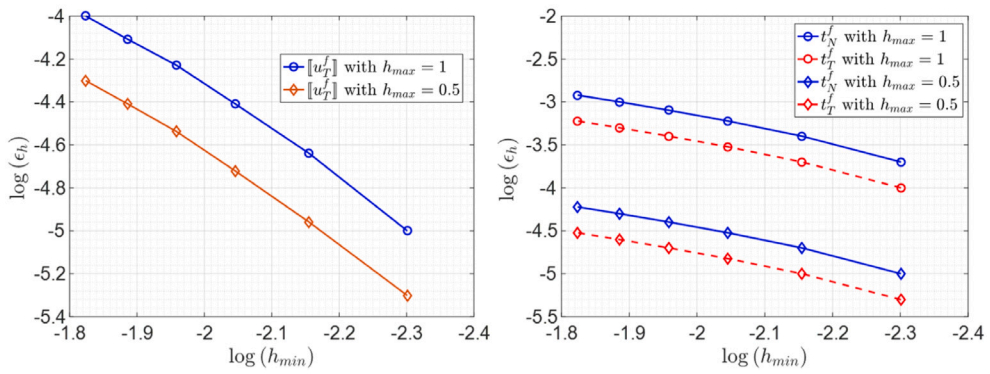 -4
-4.2
-4.4
-4.6
-4.8
-5
-5.2
-5.4
log (ϵ_h)
⟦u_T^f⟧ with h_max = 1
⟦u_T^f⟧ with h_max = 0.5
-1.8 -1.9 -2 -2.1 -2.2 -2.3 -2.4
log (h_min)
-2
-2.5
-3
-3.5
-4
-4.5
-5
-5.5
log (ϵ_h)
t_N^f with h_max = 1
t_T^f with h_max = 1
t_N^f with h_max = 0.5
t_T^f with h_max = 0.5
-1.8 -1.9 -2 -2.1 -2.2 -2.3 -2.4
log (h_min)